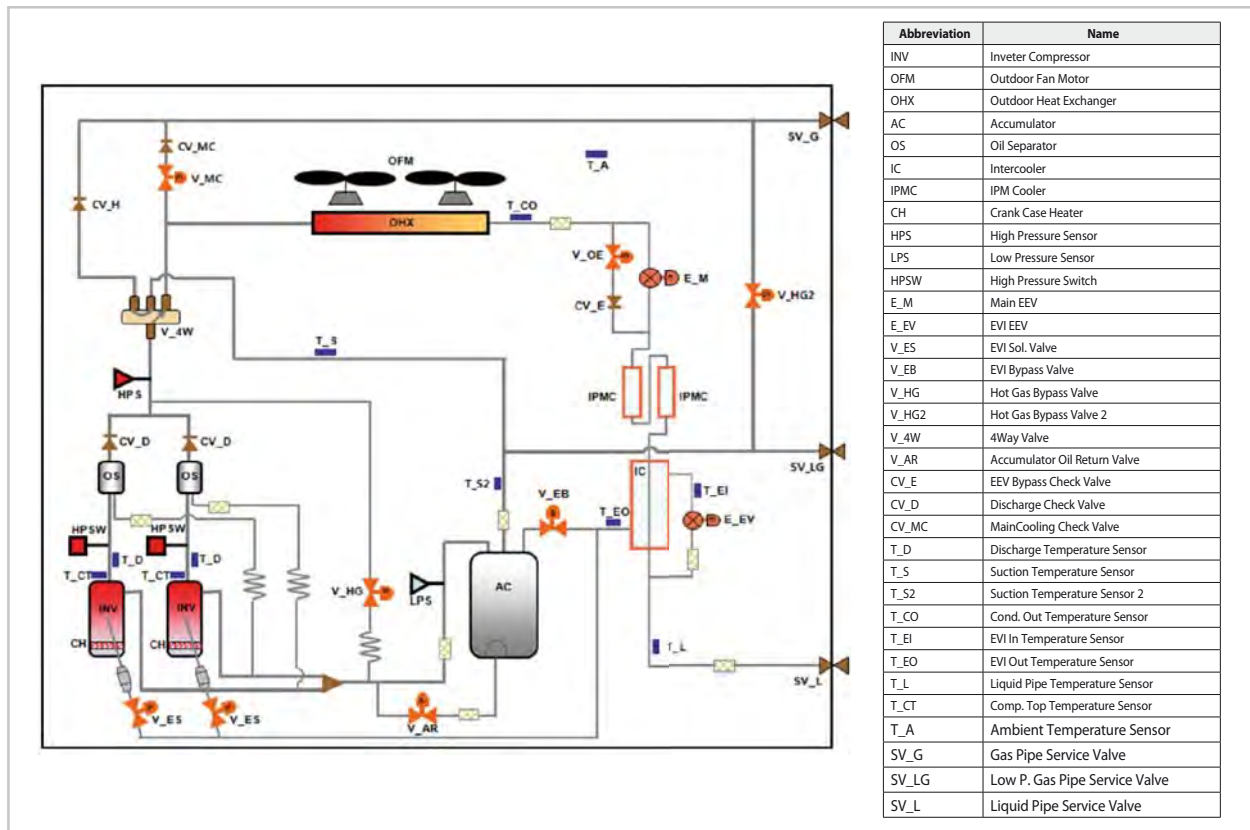 SV_G
CV_MC
OFM
T_A
V_MC
CV_H
T_CO
OHX
V_OE
E_M
V_HG2
CV_E
V_4W
T_S
HPS
IPMC
IPMC
CV_D
CV_D
OS
OS
SV_LG
IC
T_S2
T_EI
V_EB
T_EO
E_EV
HPSW
HPSW
T_D
T_D
T_CT
T_CT
AC
V_HG
LPS
INV
INV
CH
CH
T_L
SV_L
V_ES
V_ES
V_AR
Abbreviation Name
INV Inveter Compressor
OFM Outdoor Fan Motor
OHX Outdoor Heat Exchanger
AC Accumulator
OS Oil Separator
IC Intercooler
IPMC IPM Cooler
CH Crank Case Heater
HPS High Pressure Sensor
LPS Low Pressure Sensor
HPSW High Pressure Switch
E_M Main EEV
E_EV EVI EEV
V_ES EVI Sol. Valve
V_EB EVI Bypass Valve
V_HG Hot Gas Bypass Valve
V_HG2 Hot Gas Bypass Valve 2
V_4W 4Way Valve
V_AR Accumulator Oil Return Valve
CV_E EEV Bypass Check Valve
CV_D Discharge Check Valve
CV_MC MainCooling Check Valve
T_D Discharge Temperature Sensor
T_S Suction Temperature Sensor
T_S2 Suction Temperature Sensor 2
T_CO Cond. Out Temperature Sensor
T_EI EVI In Temperature Sensor
T_EO EVI Out Temperature Sensor
T_L Liquid Pipe Temperature Sensor
T_CT Comp. Top Temperature Sensor
T_A Ambient Temperature Sensor
SV_G Gas Pipe Service Valve
SV_LG Low P. Gas Pipe Service Valve
SV_L Liquid Pipe Service Valve